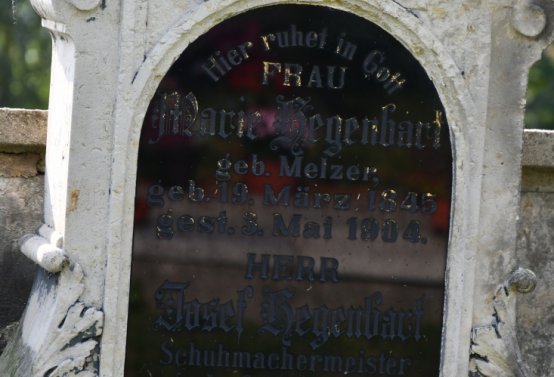 Hier ruhet in Gott
FRAU
Marie Hegenbart
geb. Melzer,
geb. 19. März 1845
gest. 3. Mai 1904.
HERR
Josef Hegenbart
Schuhmachermeister